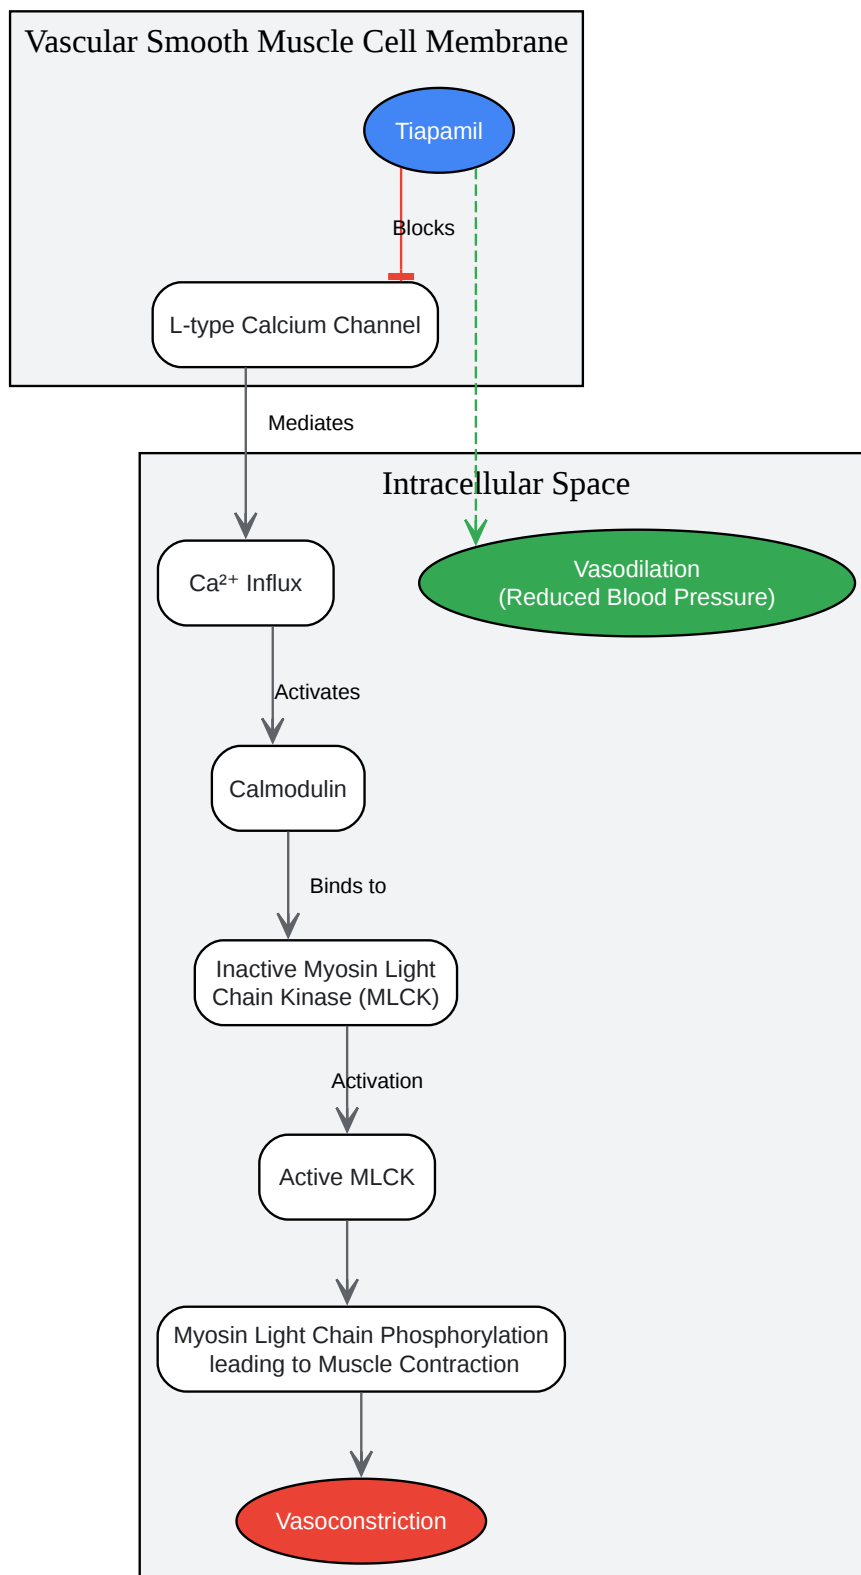 Vascular Smooth Muscle Cell Membrane
Tiapamil
Blocks
L-type Calcium Channel
Mediates
Intracellular Space
Ca²⁺ Influx
Vasodilation
(Reduced Blood Pressure)
Activates
Calmodulin
Binds to
Inactive Myosin Light
Chain Kinase (MLCK)
Activation
Active MLCK
Myosin Light Chain Phosphorylation
leading to Muscle Contraction
Vasoconstriction